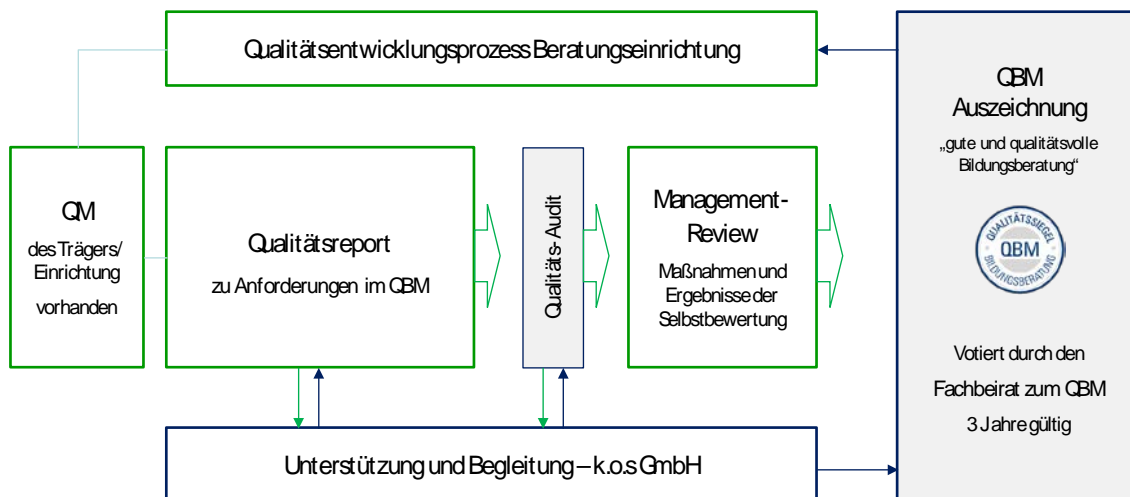 Qualitätsentwicklungsprozess Beratungseinrichtung
QM
des Trägers/
Einrichtung
vorhanden
Qualitätsreport
zu Anforderungen im QBM
Qualitäts-Audit
Management-
Review
Maßnahmen und
Ergebnisse der
Selbstbewertung
QBM
Auszeichnung
„gute und qualitätsvolle
Bildungsberatung“
QUALITÄTSSIEGEL
QBM
BILDUNGSBERATUNG
Votiert durch den
Fachbeirat zum QBM
3 Jahre gültig
Unterstützung und Begleitung – k.o.s GmbH